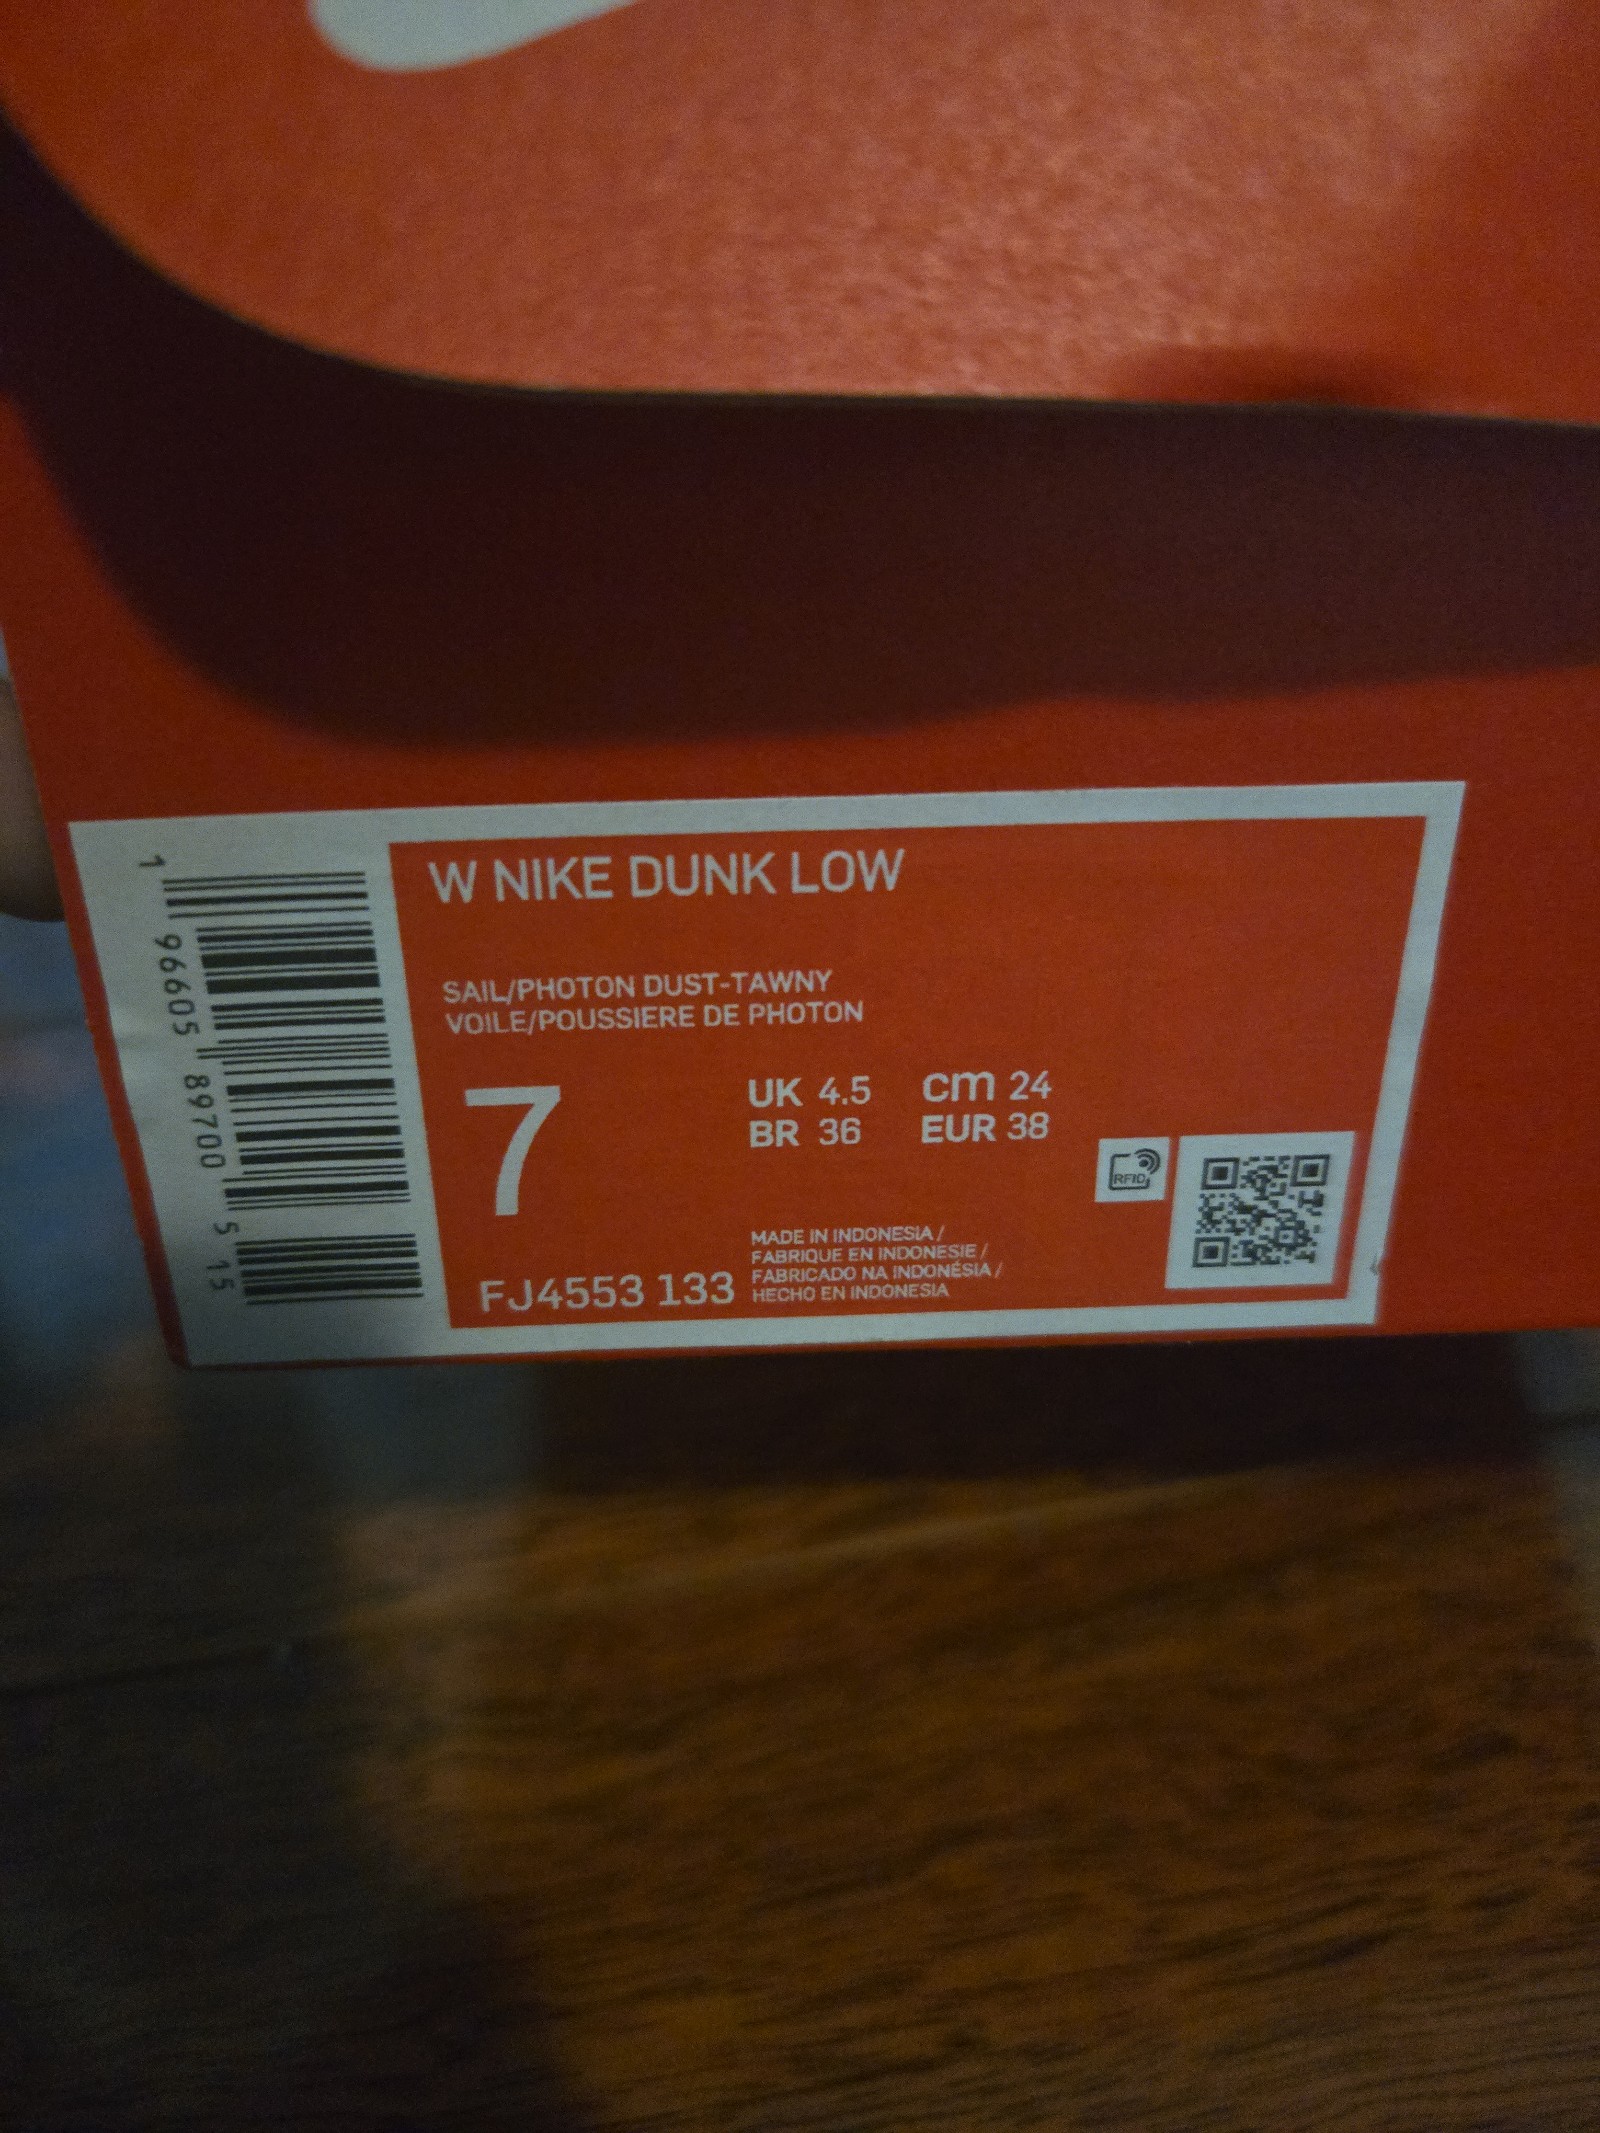 W NIKE DUNK LOW
SAIL/PHOTON DUST-TAWNY
VOILE/POUSSIERE DE PHOTON
7
UK 4.5 cm 24
BR 36 EUR 38
RFID
FJ4553 133
MADE IN INDONESIA /
FABRIQUE EN INDONESIE /
FABRICADO NA INDONÉSIA /
HECHO EN INDONESIA
1 96605 89700 5 15